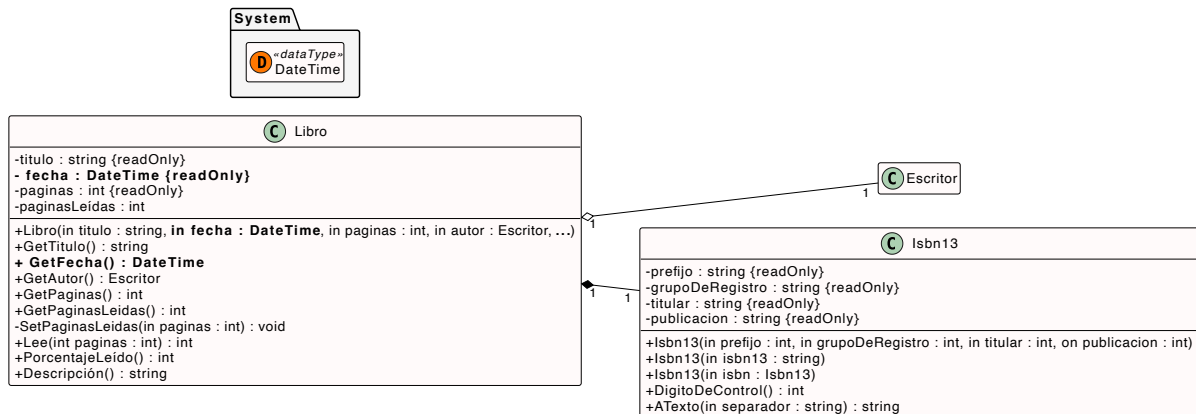 System
D
«dataType»
DateTime
C Libro
-titulo : string {readOnly}
- fecha : DateTime {readOnly}
-paginas : int {readOnly}
-paginasLeídas : int
+Libro(in titulo : string, in fecha : DateTime, in paginas : int, in autor : Escritor, ...)
+GetTitulo() : string
+ GetFecha() : DateTime
+GetAutor() : Escritor
+GetPaginas() : int
+GetPaginasLeidas() : int
-SetPaginasLeidas(in paginas : int) : void
+Lee(int paginas : int) : int
+PorcentajeLeído() : int
+Descripción() : string
1
1
C Escritor
1
1
C Isbn13
-prefijo : string {readOnly}
-grupoDeRegistro : string {readOnly}
-titular : string {readOnly}
-publicacion : string {readOnly}
+Isbn13(in prefijo : int, in grupoDeRegistro : int, in titular : int, on publicacion : int)
+Isbn13(in isbn13 : string)
+Isbn13(in isbn : Isbn13)
+DigitoDeControl() : int
+ATexto(in separador : string) : string